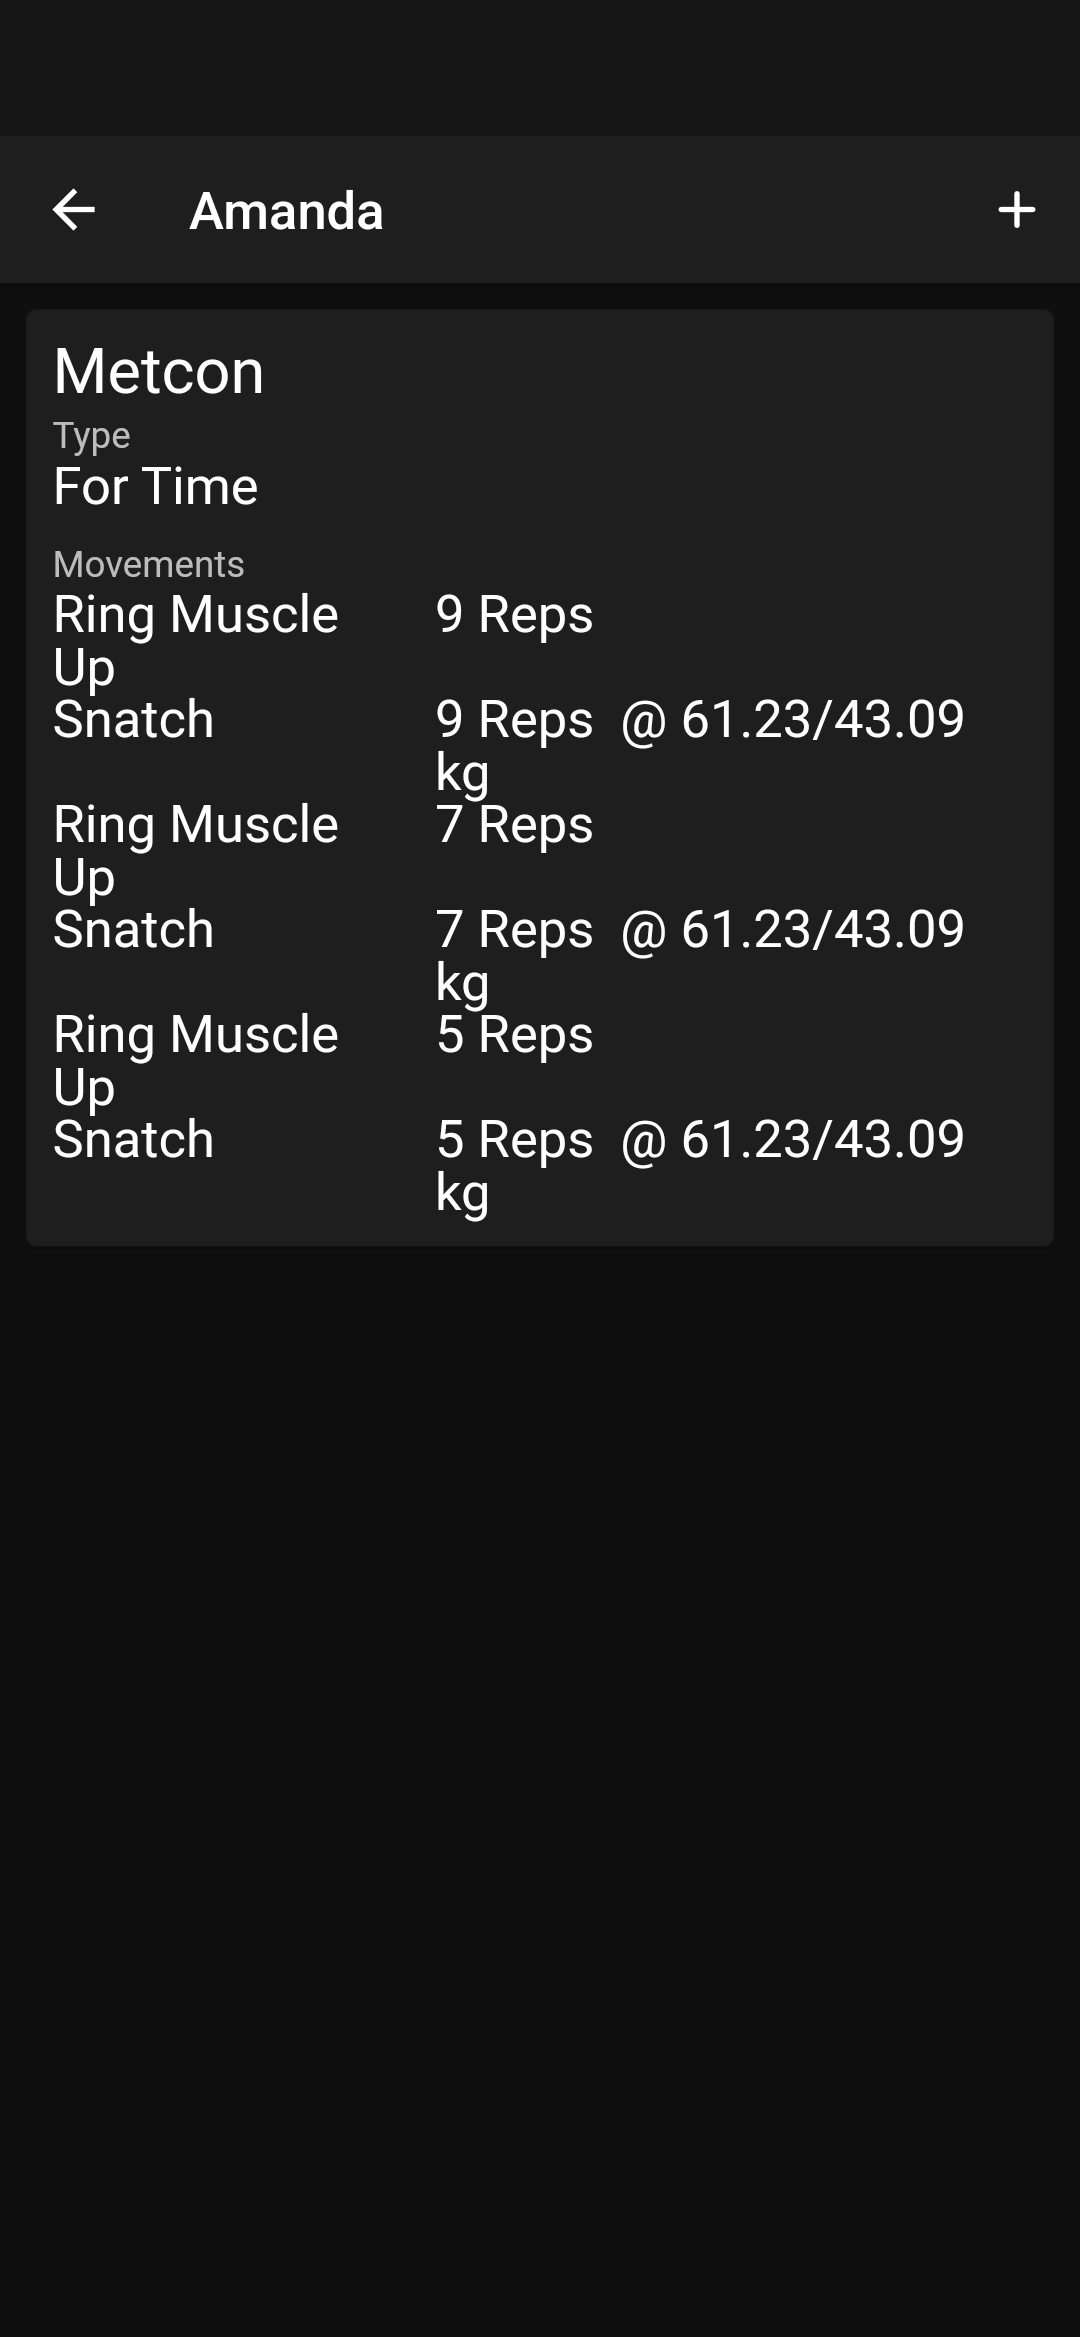 Amanda
Metcon
Type
For Time
Movements
Ring Muscle Up 9 Reps
Snatch 9 Reps @ 61.23/43.09 kg
Ring Muscle Up 7 Reps
Snatch 7 Reps @ 61.23/43.09 kg
Ring Muscle Up 5 Reps
Snatch 5 Reps @ 61.23/43.09 kg